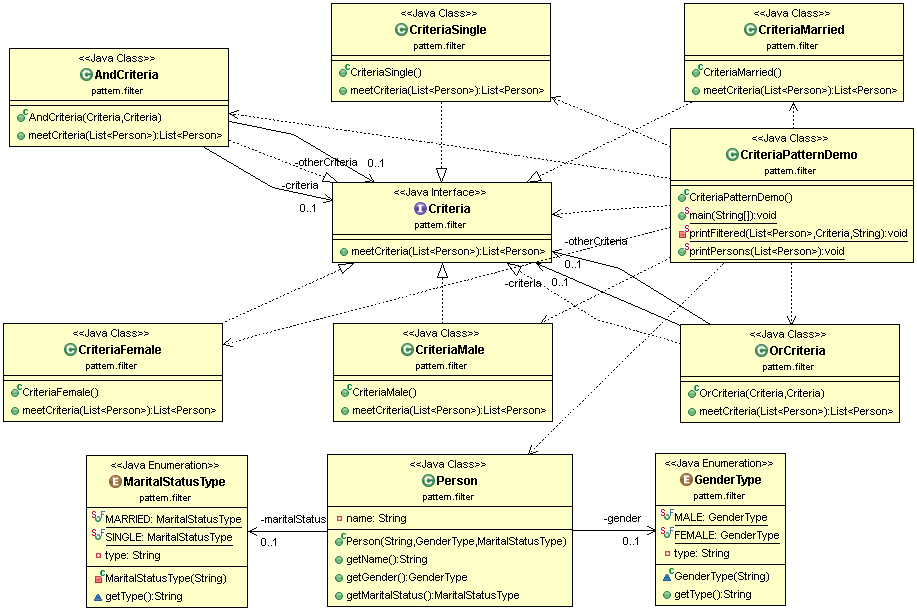 <<Java Class>>
CriteriaSingle
pattern.filter
CriteriaSingle()
meetCriteria(List<Person>):List<Person>
<<Java Class>>
CriteriaMarried
pattern.filter
CriteriaMarried()
meetCriteria(List<Person>):List<Person>
<<Java Class>>
AndCriteria
pattern.filter
AndCriteria(Criteria,Criteria)
meetCriteria(List<Person>):List<Person>
<<Java Class>>
CriteriaPatternDemo
pattern.filter
CriteriaPatternDemo()
main(String[]):void
printFiltered(List<Person>,Criteria,String):void
printPersons(List<Person>):void
-otherCriteria
0..1
-criteria
0..1
<<Java Interface>>
Criteria
pattern.filter
meetCriteria(List<Person>):List<Person>
-otherCriteria
0..1
-criteria
0..1
<<Java Class>>
CriteriaFemale
pattern.filter
CriteriaFemale()
meetCriteria(List<Person>):List<Person>
<<Java Class>>
CriteriaMale
pattern.filter
CriteriaMale()
meetCriteria(List<Person>):List<Person>
<<Java Class>>
OrCriteria
pattern.filter
OrCriteria(Criteria,Criteria)
meetCriteria(List<Person>):List<Person>
<<Java Enumeration>>
MaritalStatusType
pattern.filter
MARRIED: MaritalStatusType
SINGLE: MaritalStatusType
type: String
MaritalStatusType(String)
getType():String
-maritalStatus
0..1
<<Java Class>>
Person
pattern.filter
name: String
Person(String,GenderType,MaritalStatusType)
getName():String
getGender():GenderType
getMaritalStatus():MaritalStatusType
-gender
0..1
<<Java Enumeration>>
GenderType
pattern.filter
MALE: GenderType
FEMALE: GenderType
type: String
GenderType(String)
getType():String